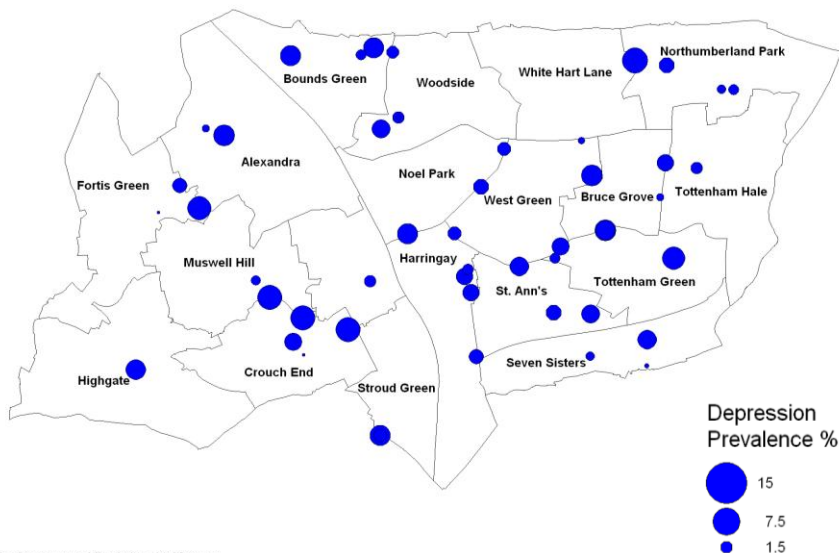 Northumberland Park
White Hart Lane
Bounds Green
Woodside
Alexandra
Noel Park
Fortis Green
West Green
Bruce Grove
Tottenham Hale
Muswell Hill
Harringay
St. Ann's
Tottenham Green
Highgate
Crouch End
Stroud Green
Seven Sisters
Depression
Prevalence %
15
7.5
1.5